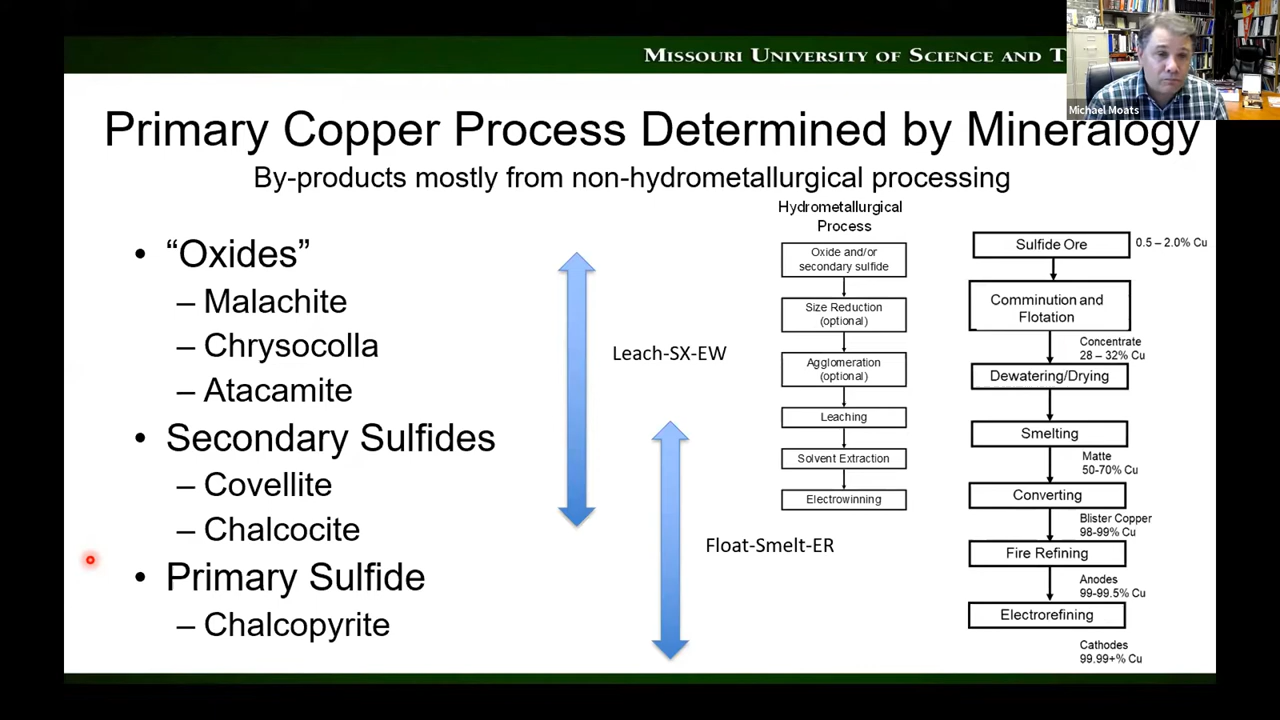 MISSOURI UNIVERSITY OF SCIENCE AND T
Michael Moats
Primary Copper Process Determined by Mineralogy
By-products mostly from non-hydrometallurgical processing
• “Oxides”
– Malachite
– Chrysocolla
– Atacamite
• Secondary Sulfides
– Covellite
– Chalcocite
• Primary Sulfide
– Chalcopyrite
Leach-SX-EW
Float-Smelt-ER
Hydrometallurgical
Process
Oxide and/or
secondary sulfide
Size Reduction
(optional)
Agglomeration
(optional)
Leaching
Solvent Extraction
Electrowinning
Sulfide Ore
0.5 – 2.0% Cu
Comminution and
Flotation
Concentrate
28 – 32% Cu
Dewatering/Drying
Smelting
Matte
50-70% Cu
Converting
Blister Copper
98-99% Cu
Fire Refining
Anodes
99-99.5% Cu
Electrorefining
Cathodes
99.99+% Cu